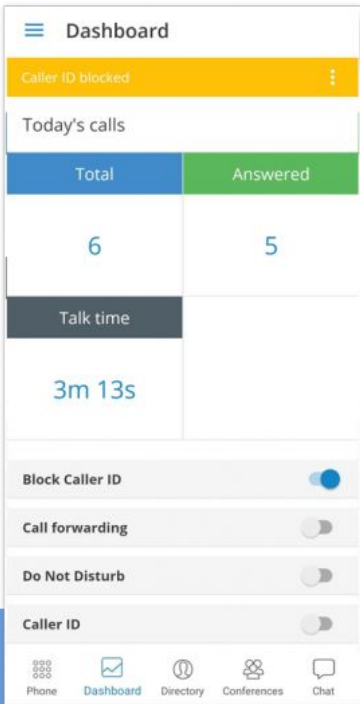 Dashboard
Caller ID blocked
Today's calls
Total Answered
6 5
Talk time
3m 13s
Block Caller ID
Call forwarding
Do Not Disturb
Caller ID
Phone Dashboard Directory Conferences Chat